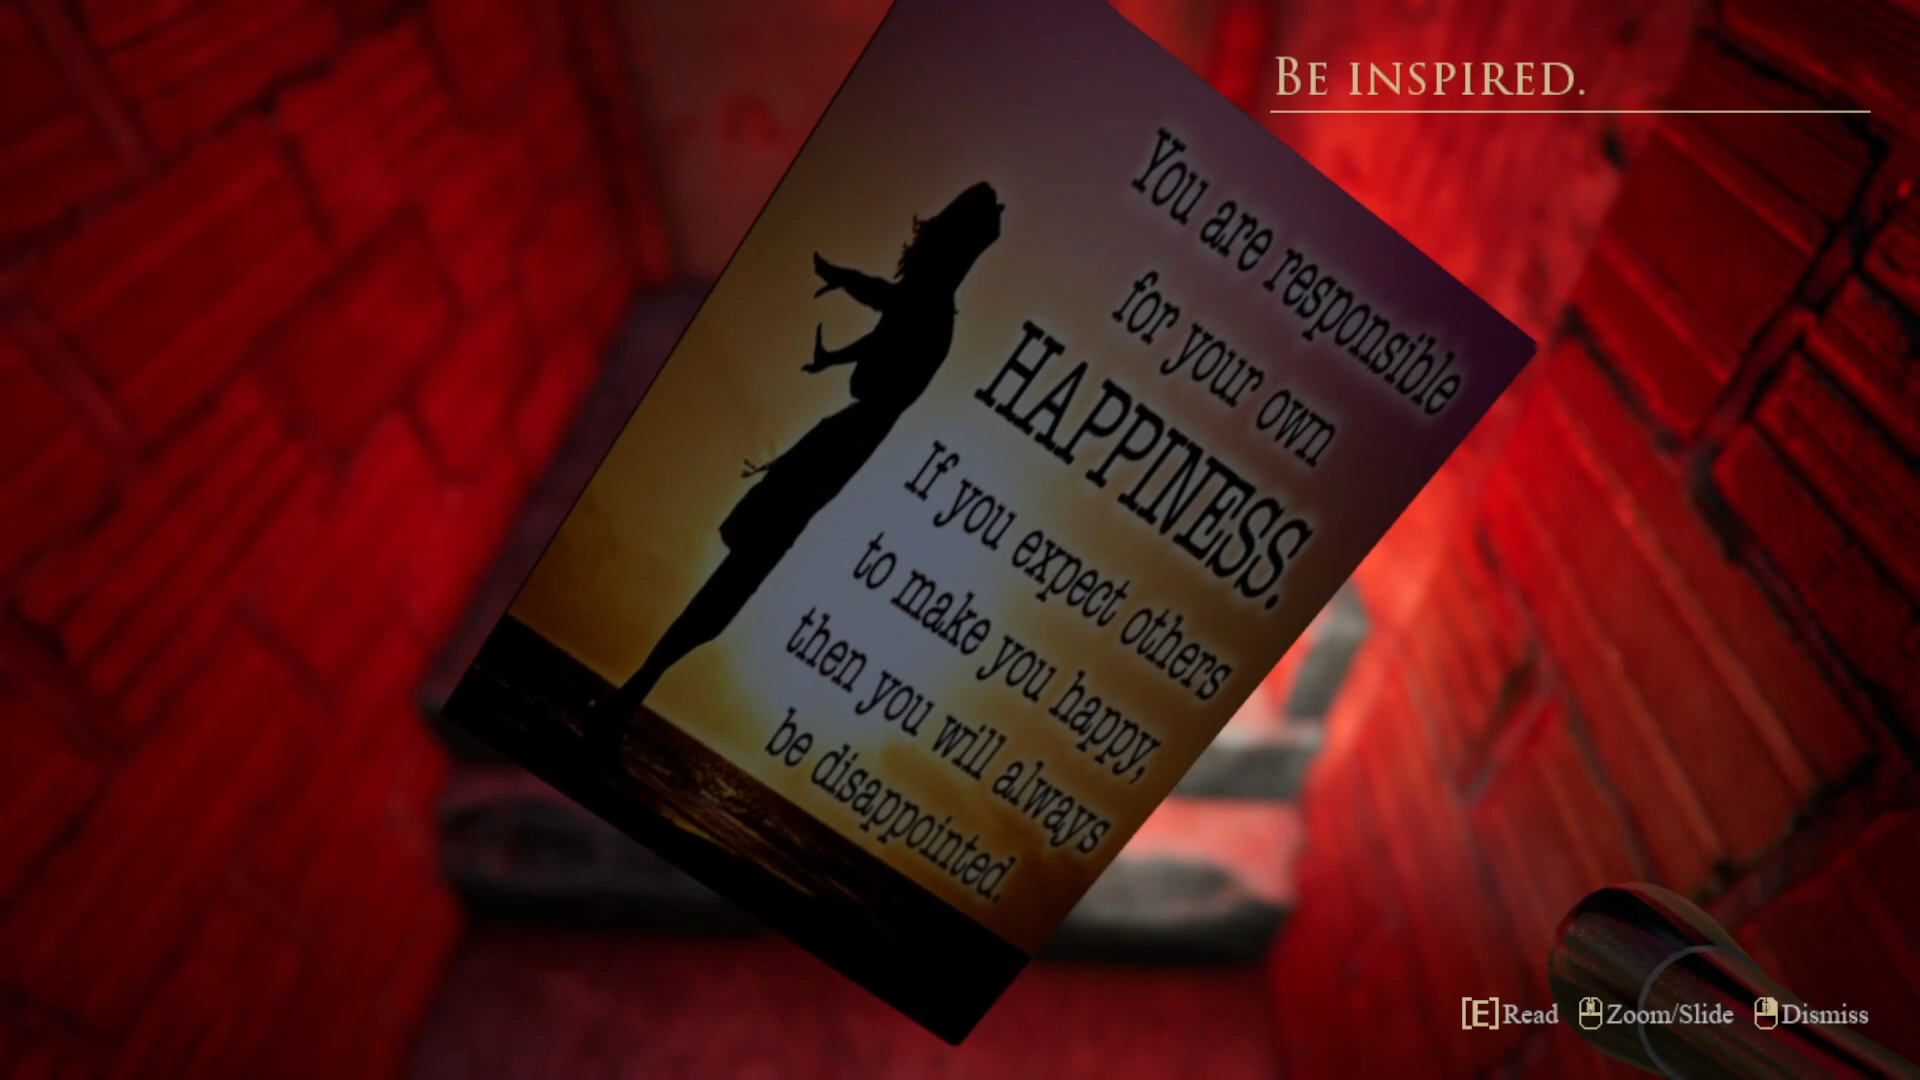 BE INSPIRED.
You are responsible
for your own
HAPPINESS.
If you expect others
to make you happy,
then you will always
be disappointed.
[E]Read Zoom/Slide Dismiss